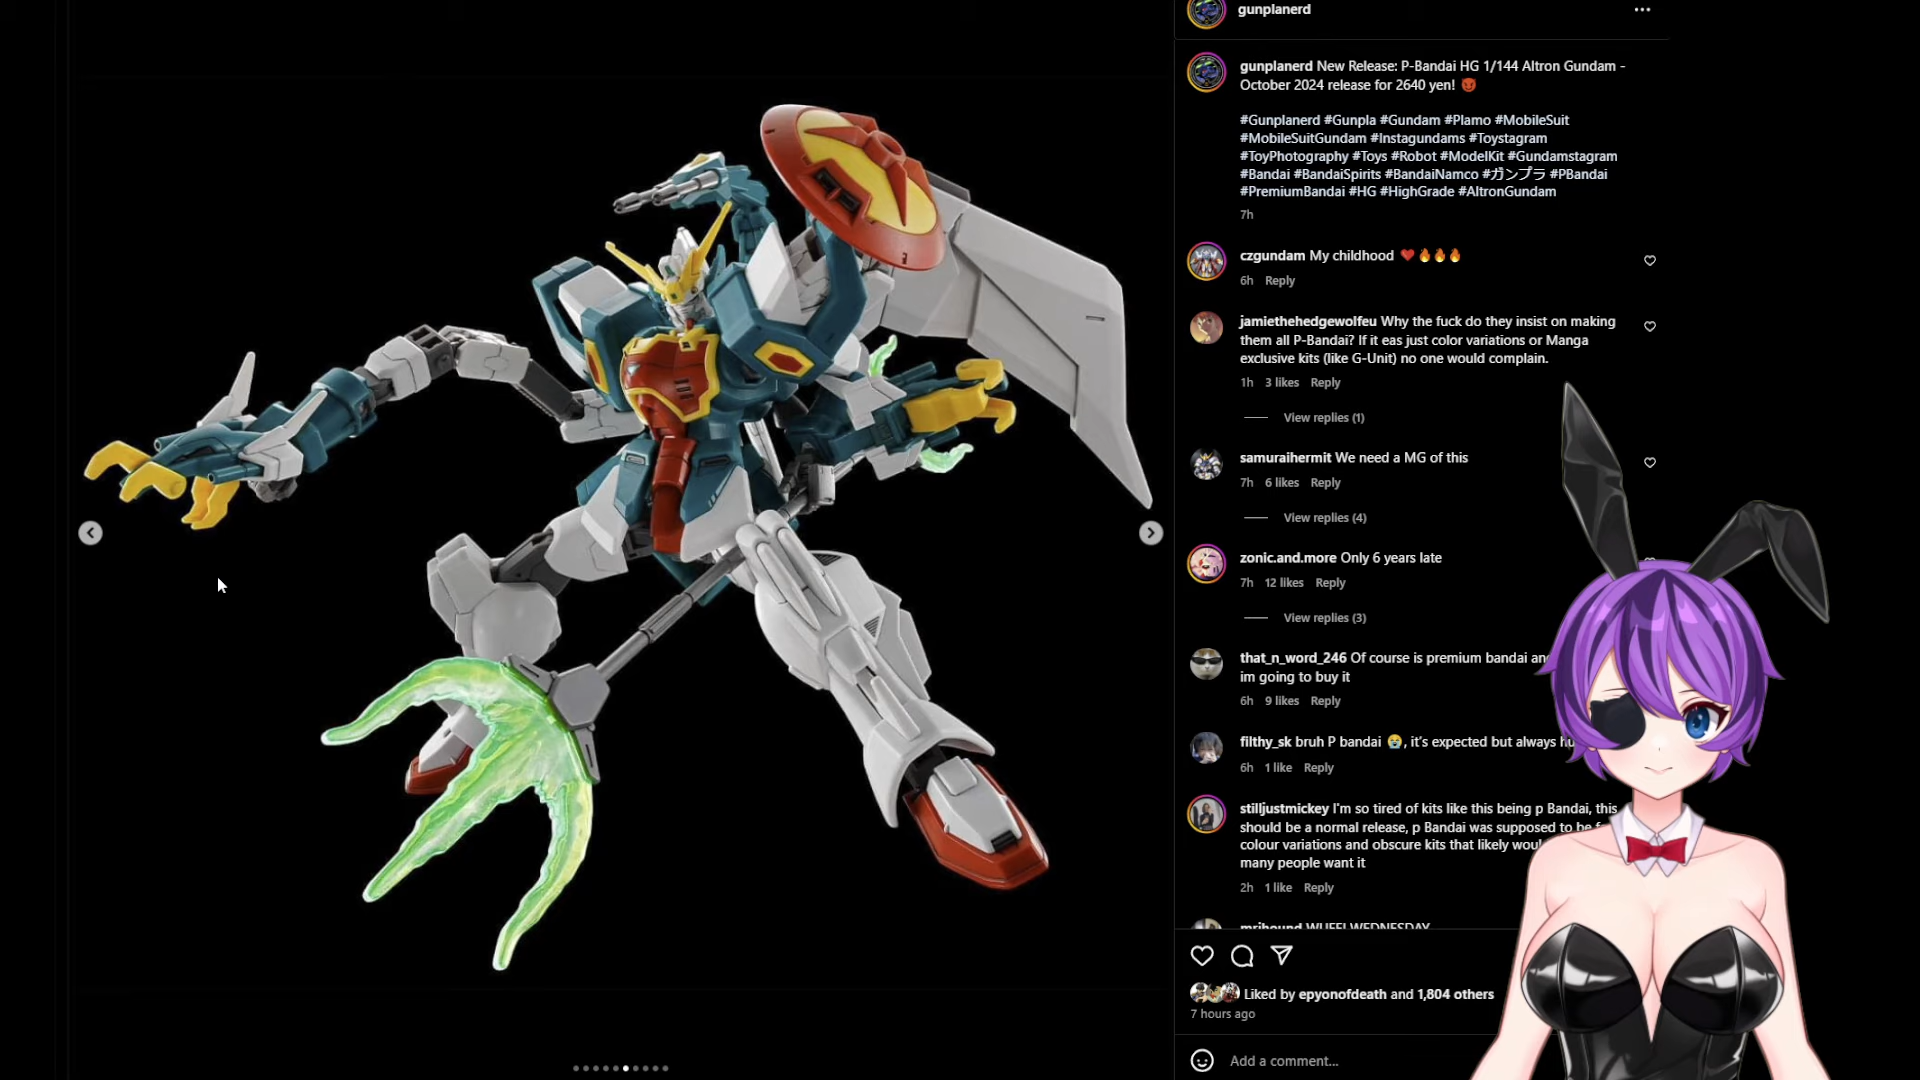 gunplanerd
gunplanerd New Release: P-Bandai HG 1/144 Altron Gundam -
October 2024 release for 2640 yen! 😈
#Gunplanerd #Gunpla #Gundam #Plamo #MobileSuit
#MobileSuitGundam #Instagundams #Toystagram
#ToyPhotography #Toys #Robot #ModelKit #Gundamstagram
#Bandai #BandaiSpirits #BandaiNamco #ガンプラ #PBandai
#PremiumBandai #HG #HighGrade #AltronGundam
7h
czgundam My childhood ❤️🔥🔥🔥
6h Reply
jamiethehedgewolfeu Why the fuck do they insist on making
them all P-Bandai? If it eas just color variations or Manga
exclusive kits (like G-Unit) no one would complain.
1h 3 likes Reply
View replies (1)
samuraihermit We need a MG of this
7h 6 likes Reply
View replies (4)
zonic.and.more Only 6 years late
7h 12 likes Reply
View replies (3)
that_n_word_246 Of course is premium bandai
im going to buy it
6h 9 likes Reply
filthy_sk bruh P bandai 😭, it's expected but always
6h 1 like Reply
stilljustmickey I'm so tired of kits like this being p Bandai, this
should be a normal release, p Bandai was supposed to be
colour variations and obscure kits that likely
many people want it
2h 1 like Reply
mrjhound WUFEI WEDNESDAY
Liked by epyonofdeath and 1,804 others
7 hours ago
Add a comment...